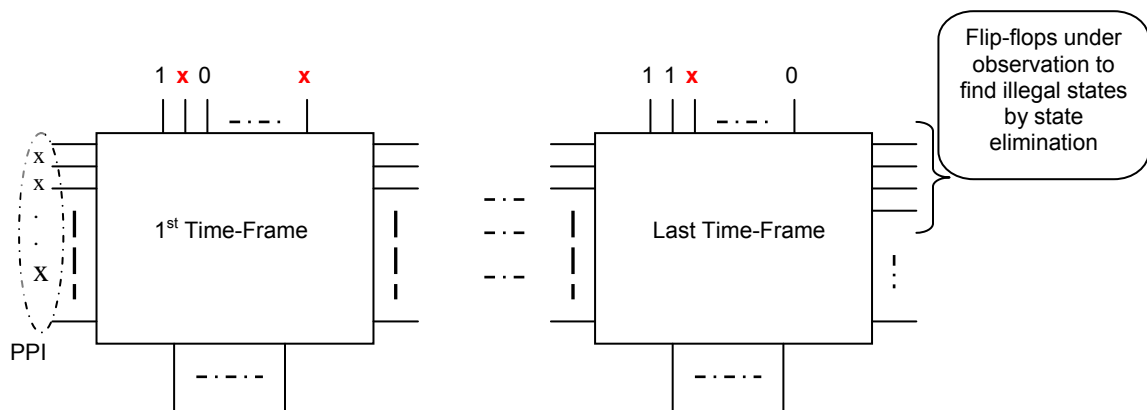 Flip-flops under
observation to
find illegal states
by state
elimination
1 x 0 x
1 1 x 0
x
x
.
.
x
1st Time-Frame
Last Time-Frame
PPI